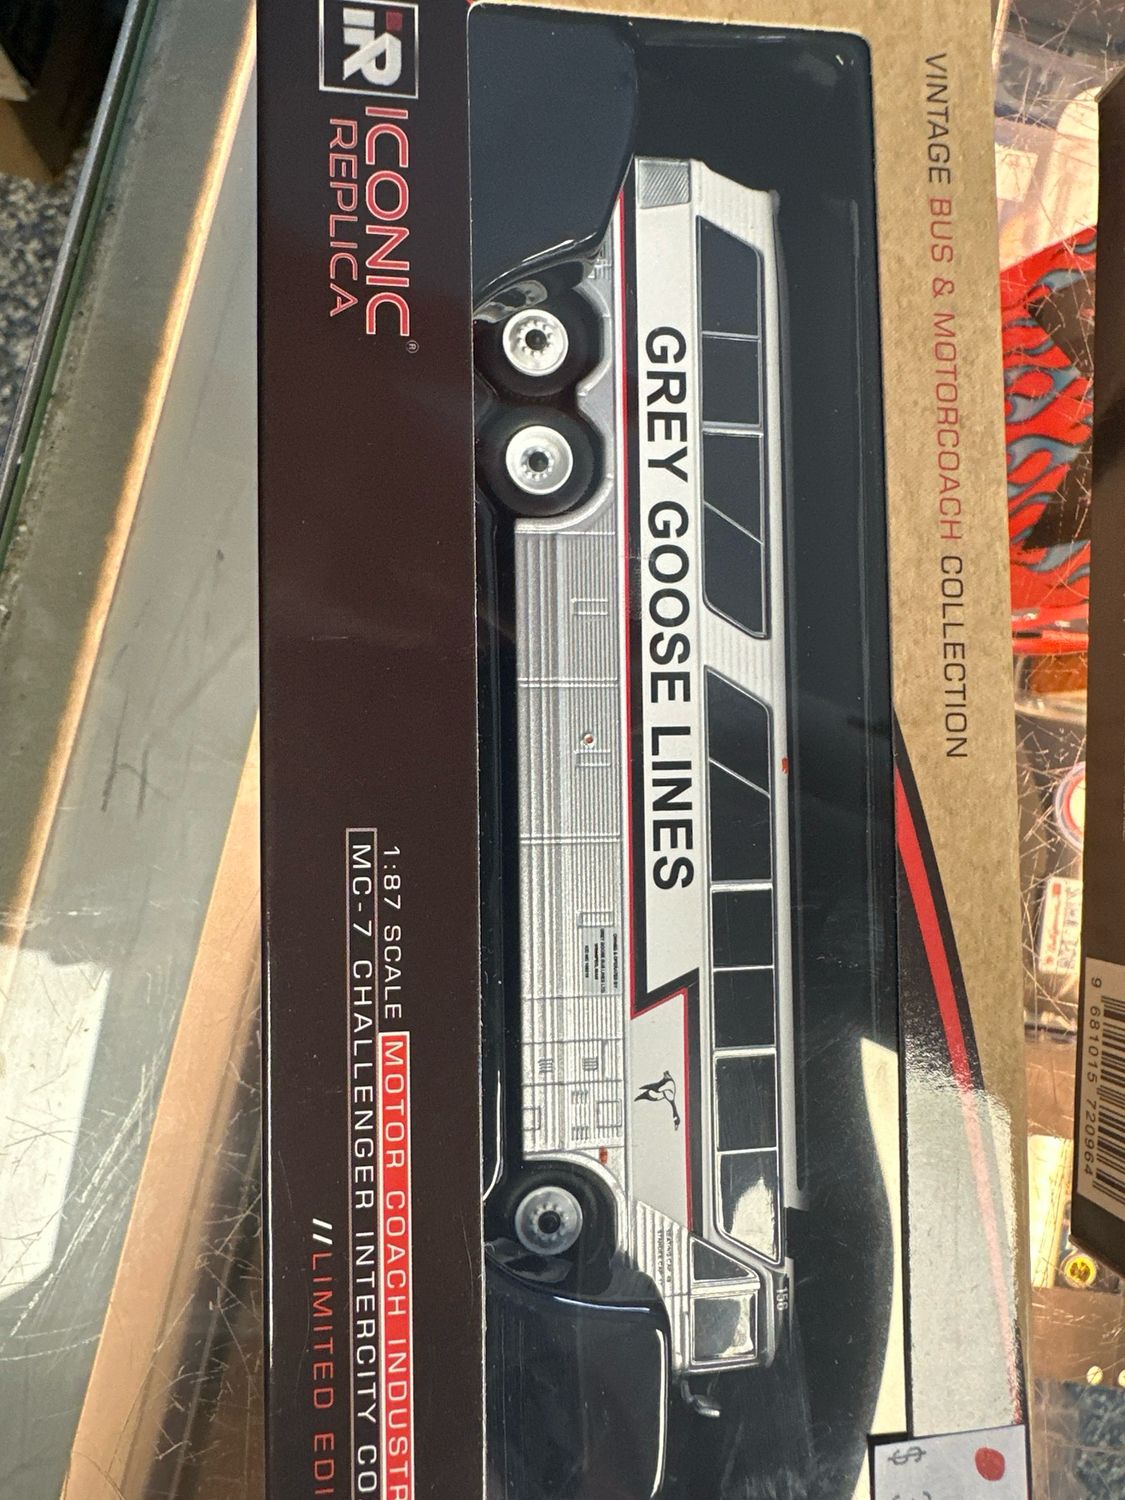 ICONIC®
REPLICA
VINTAGE BUS & MOTORCOACH COLLECTION
GREY GOOSE LINES
156
1:87 SCALE MOTOR COACH INDUSTR
MC-7 CHALLENGER INTERCITY CO
//LIMITED EDI
9 681015 720964
$